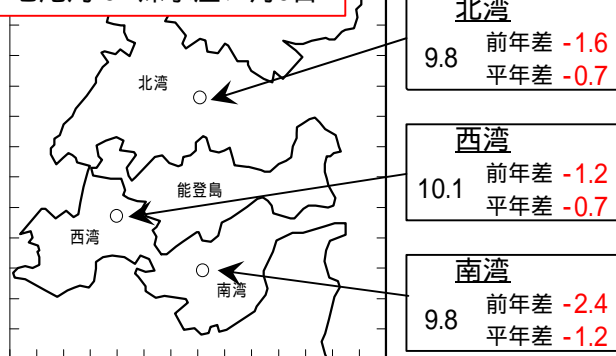 北湾
9.8
前年差 -1.6
平年差 -0.7
北湾
西湾
10.1
前年差 -1.2
平年差 -0.7
能登島
西湾
南湾
南湾
9.8
前年差 -2.4
平年差 -1.2